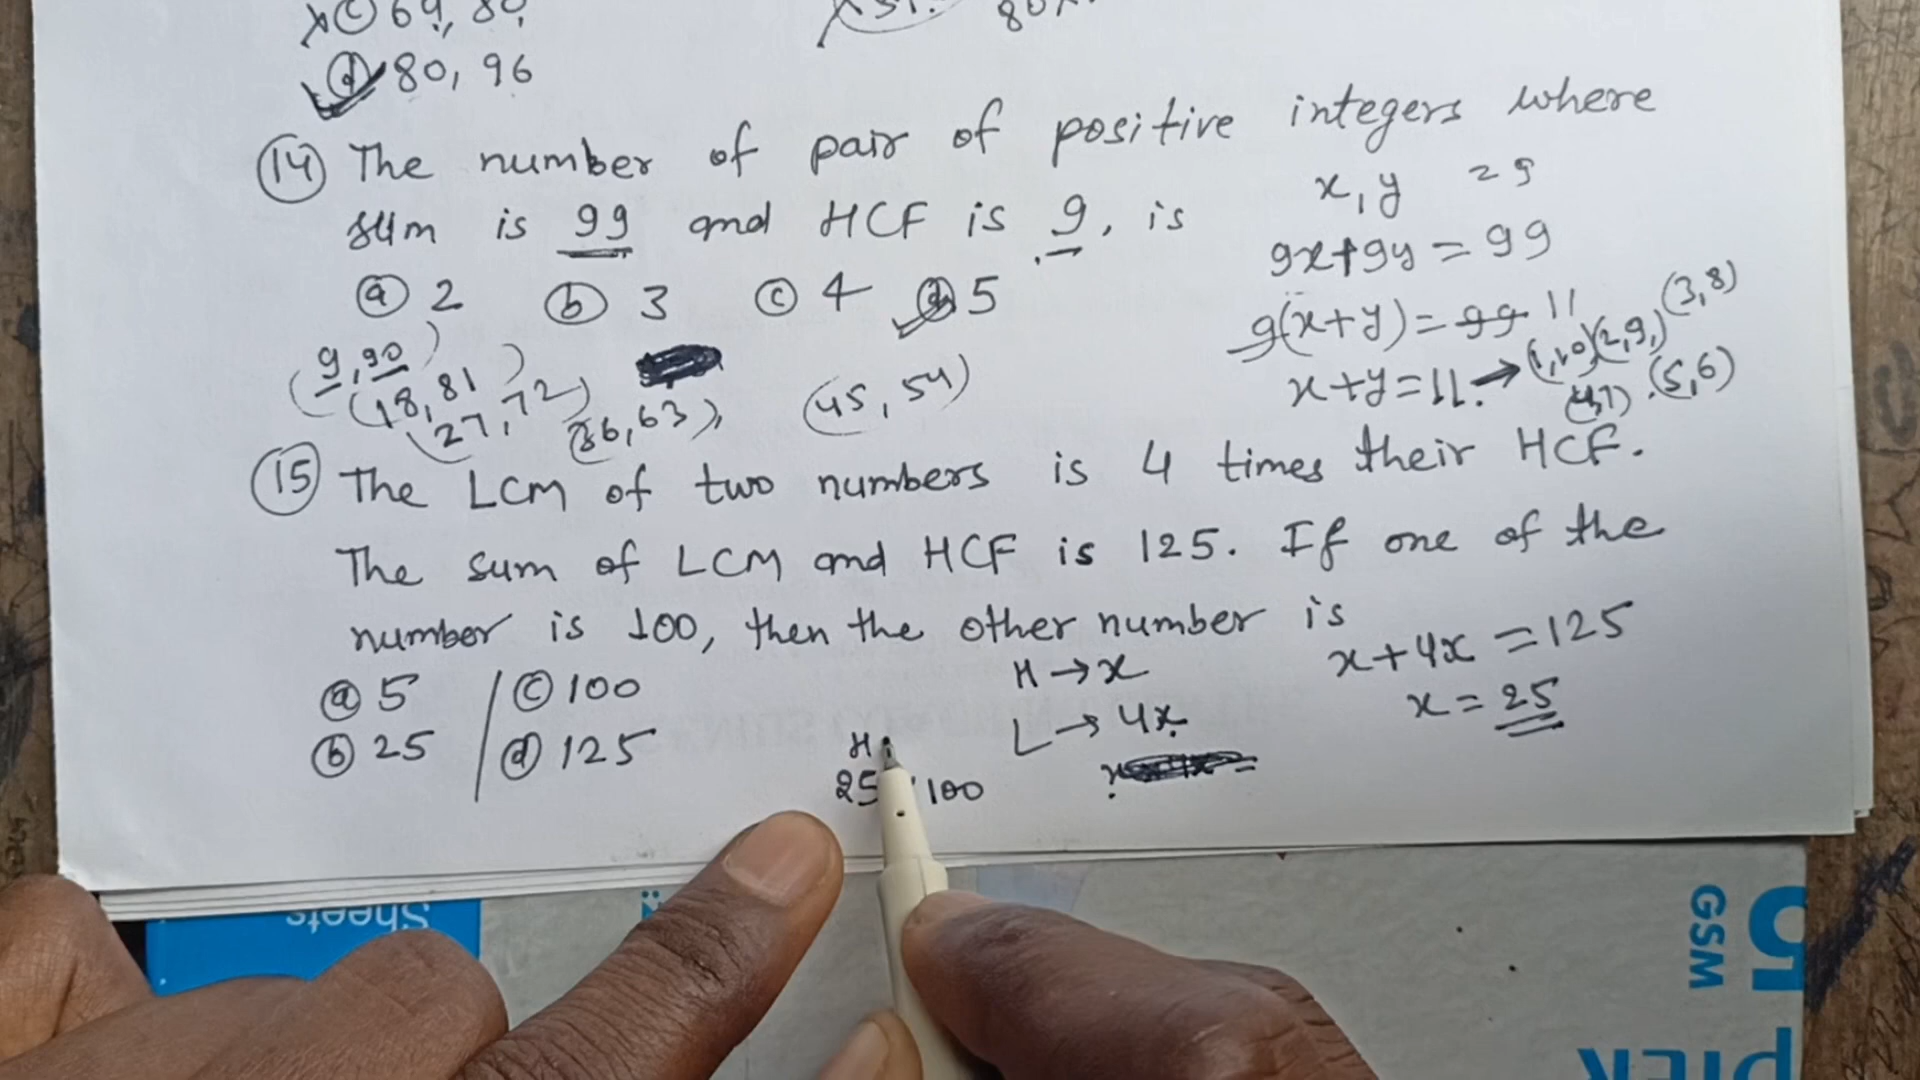 (c) 64, 80
(d) 80, 96
(14) The number of pair of positive integers where
sum is 99 and HCF is 9, is
(a) 2 (b) 3 (c) 4 (d) 5
x, y = 9
9x+9y = 99
9(x+y) = 99 11
x+y = 11. → (1,10)(2,9,) (3,8)
(4,7) . (5,6)
(9,90)
(18,81)
(27,72)
(36,63),
(45,54)
(15) The LCM of two numbers is 4 times their HCF.
The sum of LCM and HCF is 125. If one of the
number is 100, then the other number is
(a) 5 / (c) 100
(b) 25 / (d) 125
H → x
L → 4x
x+4x = 125
x = 25
H
25 100
Sheets
5
GSM